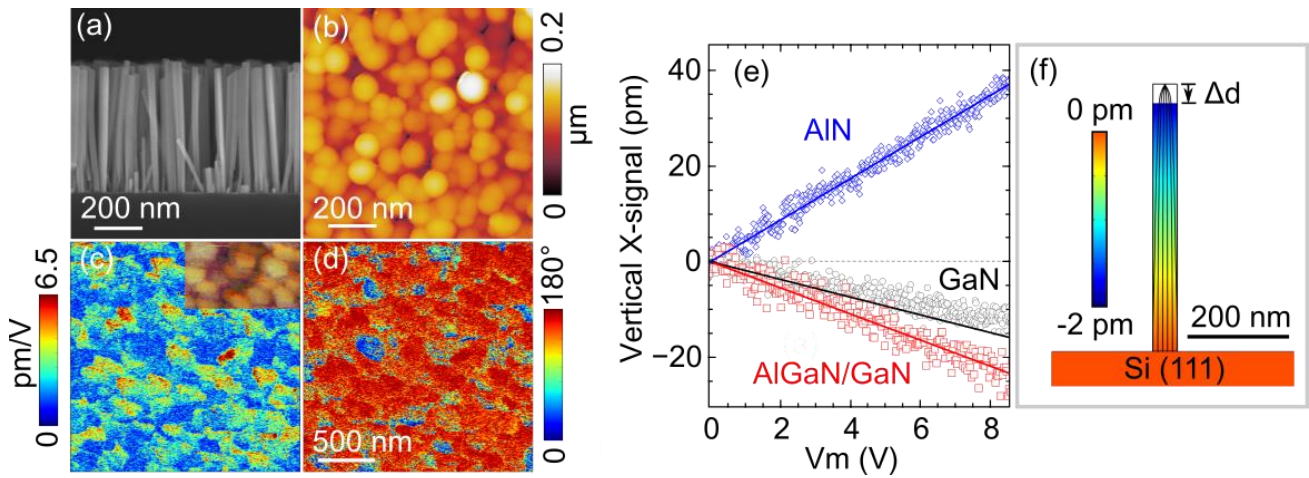 (a)
200 nm
(b)
200 nm
0.2
μm
0
(c)
6.5
pm/V
0
(d)
500 nm
180°
0
(e)
Vertical X-signal (pm)
40
20
0
−20
AlN
GaN
AlGaN/GaN
0 2 4 6 8
Vm (V)
(f)
0 pm
-2 pm
Δd
200 nm
Si (111)